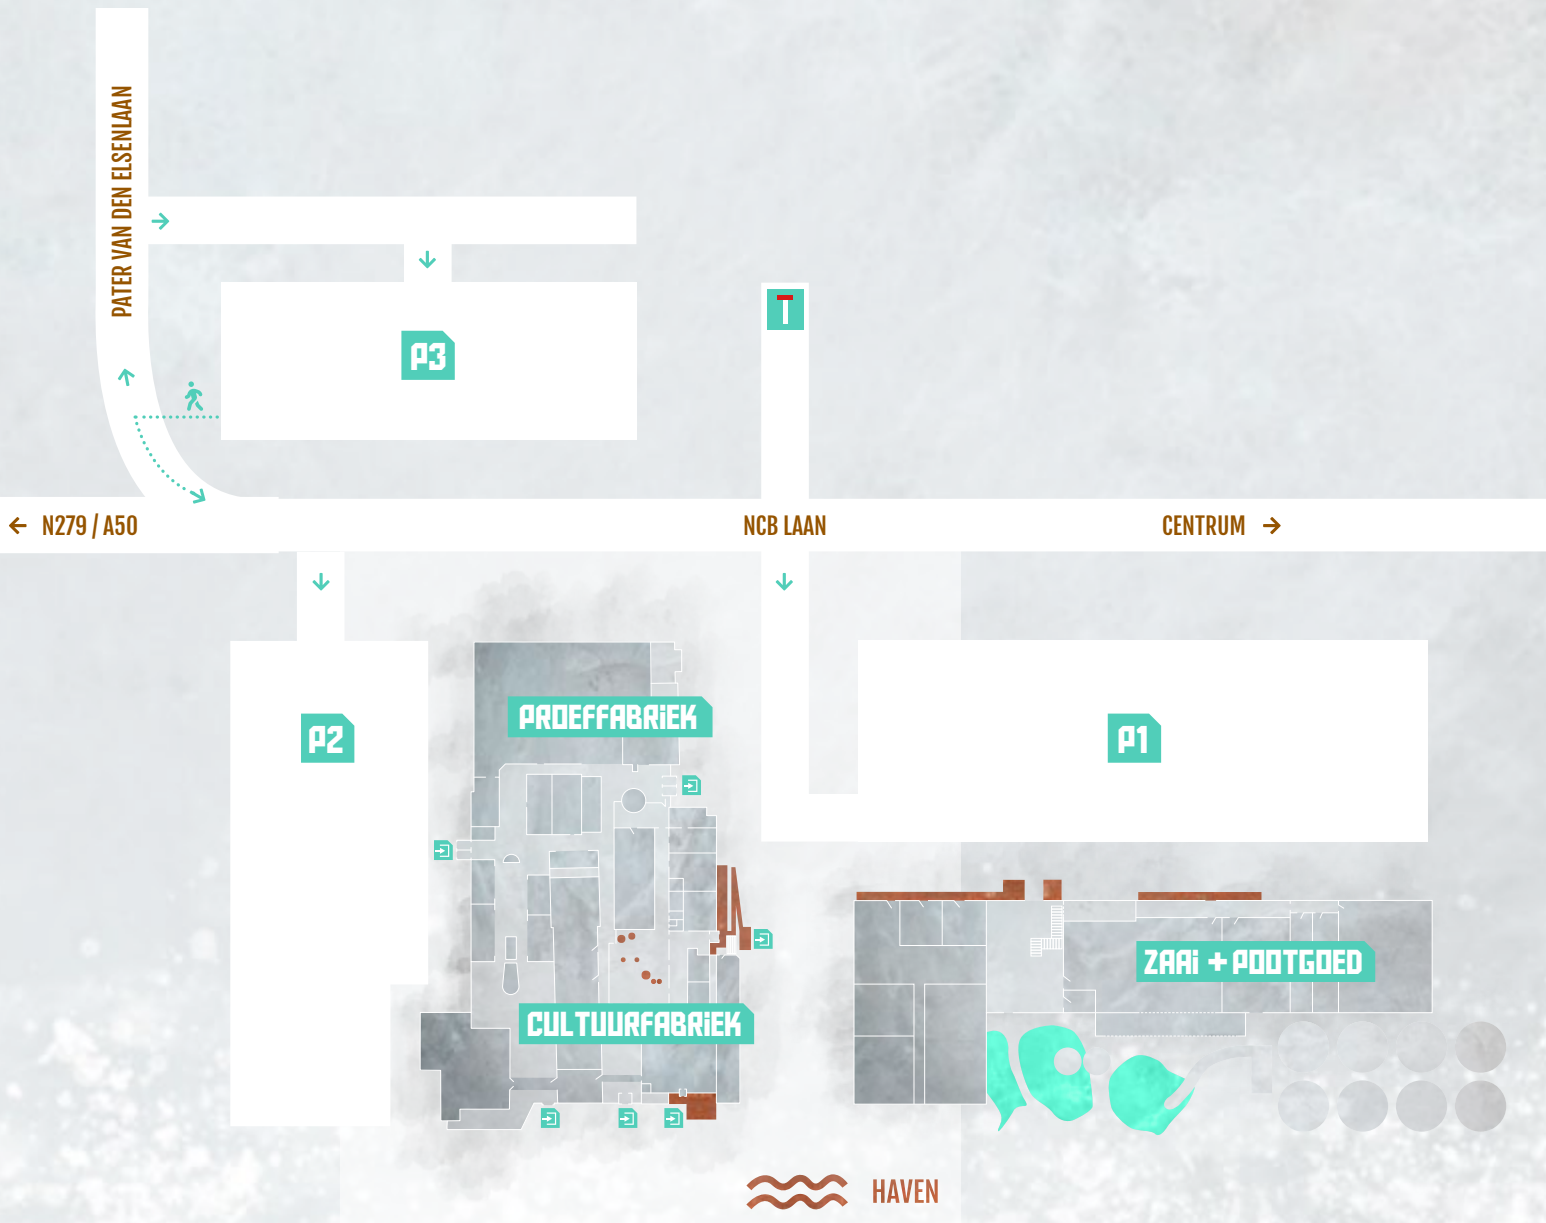 PATER VAN DEN ELSENLAAN
P3
N279 / A50
NCB LAAN
CENTRUM
P2
PROEFFABRiEK
P1
ZAAi + POOTGOED
CULTUURFABRiEK
HAVEN